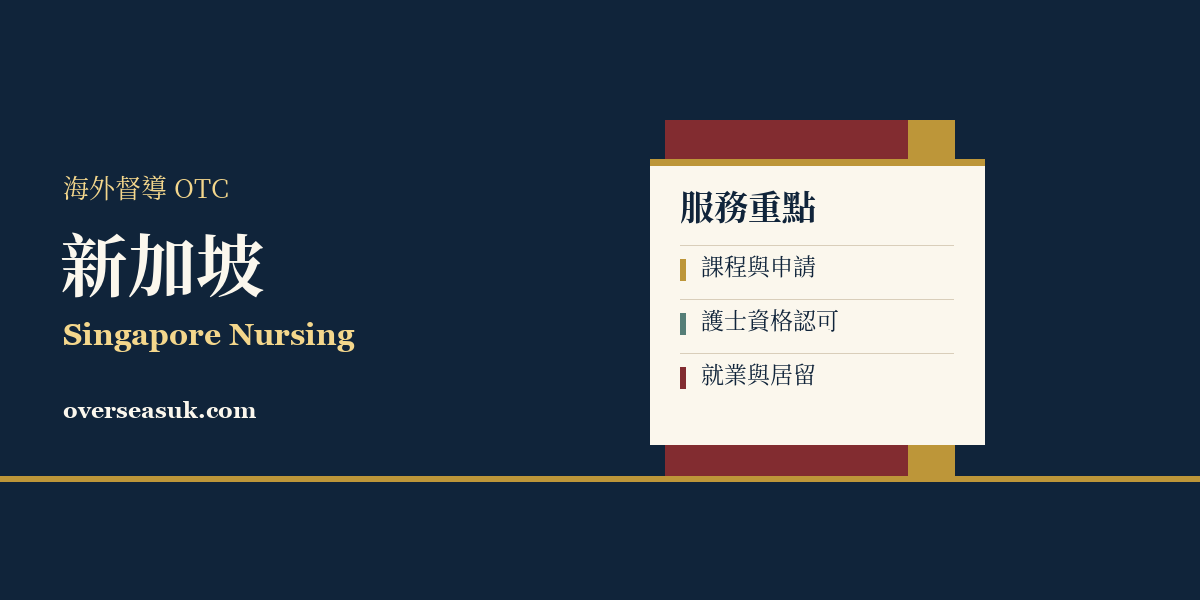 海外督導 OTC
新加坡
Singapore Nursing
overseasuk.com
服務重點
課程與申請
護士資格認可
就業與居留